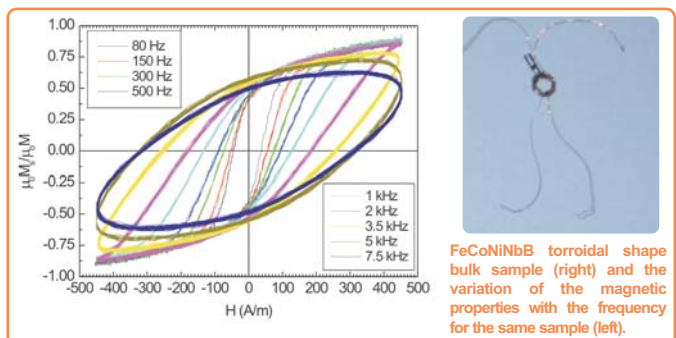 1.00
0.75
0.50
0.25
0.00
-0.25
-0.50
-0.75
-1.00
80 Hz
150 Hz
300 Hz
500 Hz
1 kHz
2 kHz
3.5 kHz
5 kHz
7.5 kHz
-500 -400 -300 -200 -100 0 100 200 300 400 500
H (A/m)
FeCoNiNbB torroidal shape
bulk sample (right) and the
variation of the magnetic
properties with the frequency
for the same sample (left).